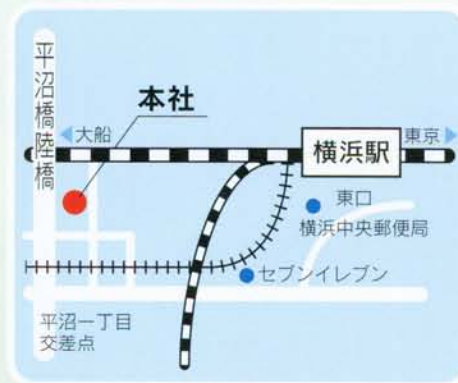 平沼橋陸橋
本社
大船
横浜駅
東京
東口
横浜中央郵便局
セブンイレブン
平沼一丁目
交差点